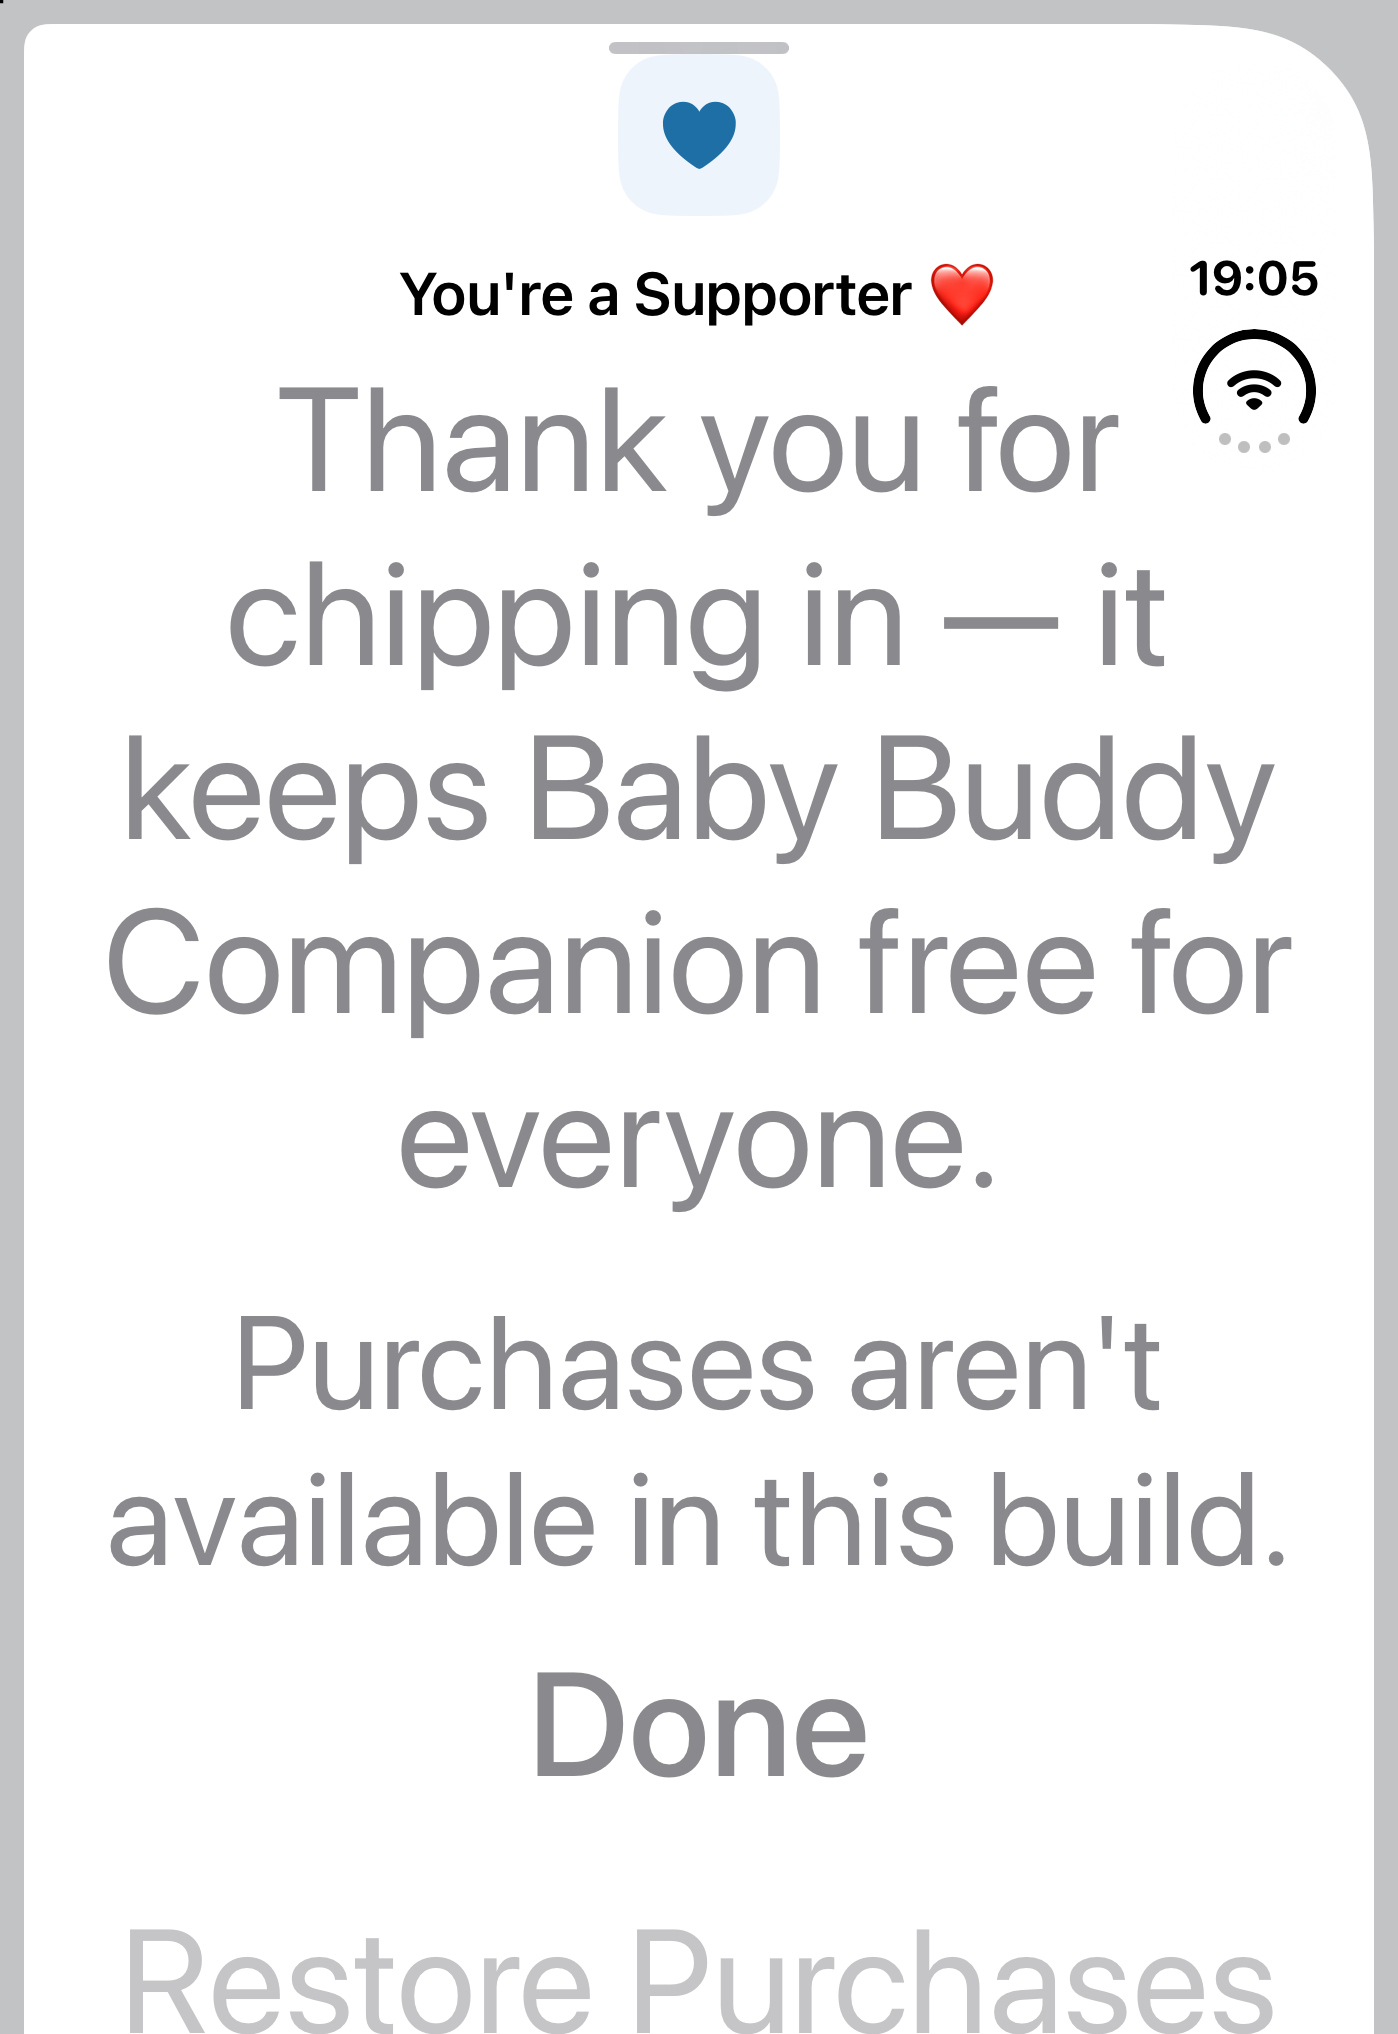 You're a Supporter ❤️
19:05
Thank you for
chipping in — it
keeps Baby Buddy
Companion free for
everyone.
Purchases aren't
available in this build.
Done
Restore Purchases